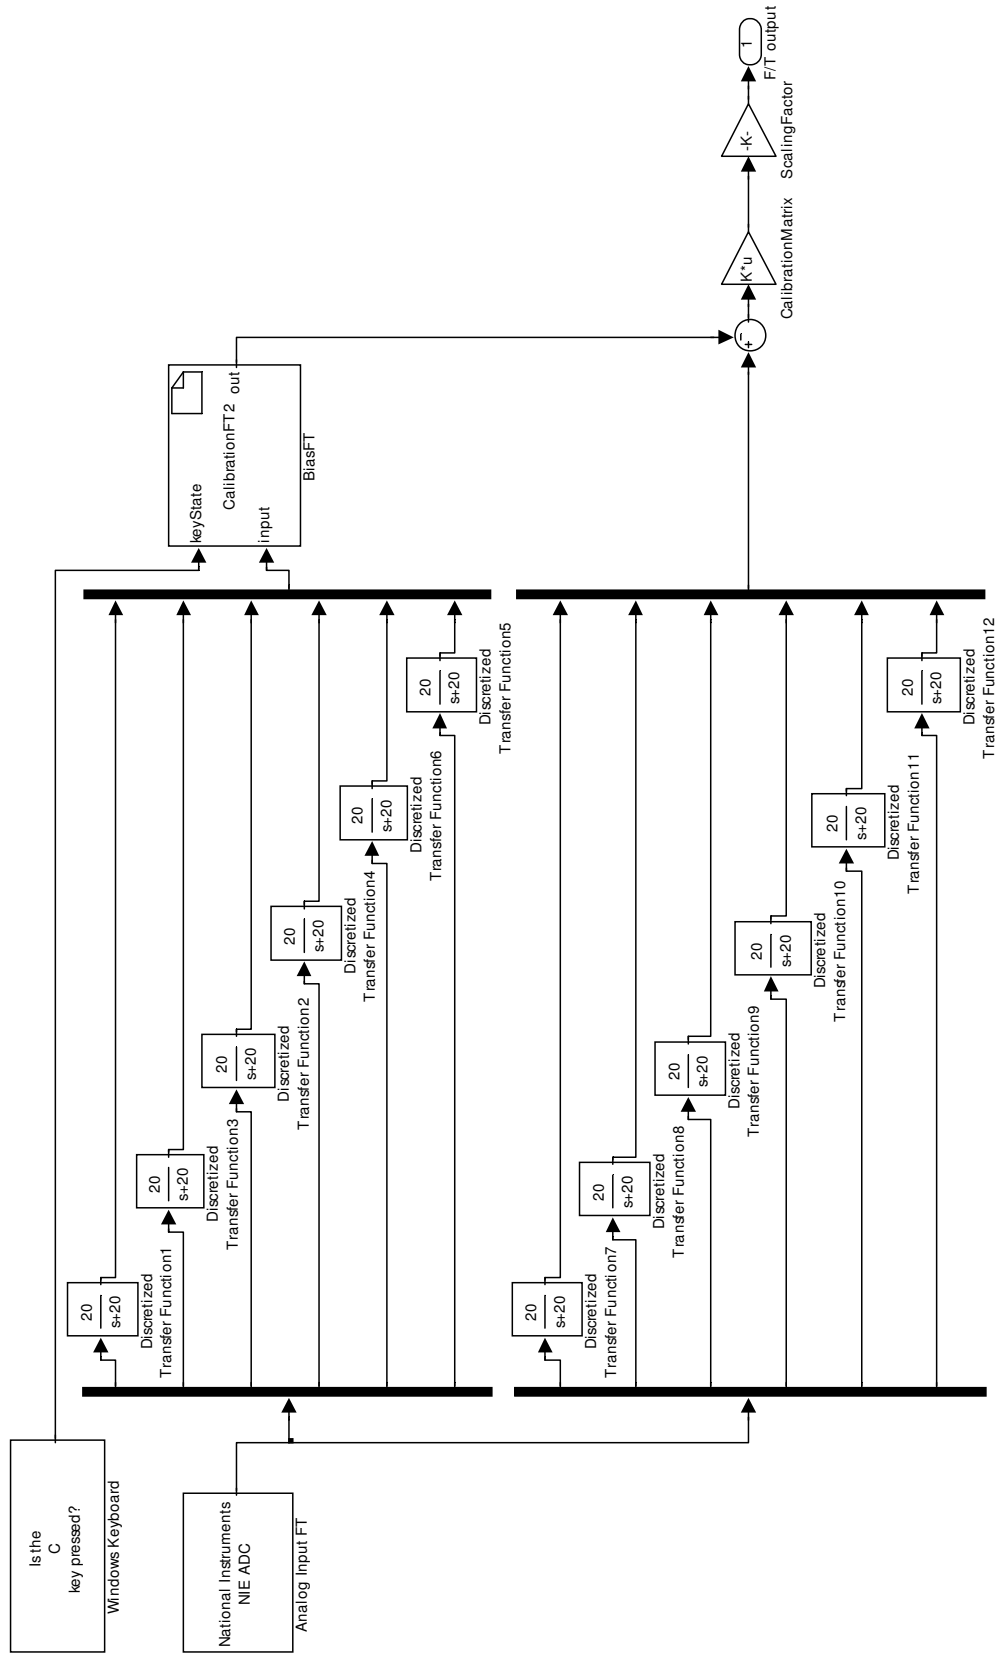 Is the
C
key pressed?
Windows Keyboard
National Instruments
NIE ADC
Analog Input FT
20
s+20
Discretized
Transfer Function1
20
s+20
Discretized
Transfer Function3
20
s+20
Discretized
Transfer Function2
20
s+20
Discretized
Transfer Function4
20
s+20
Discretized
Transfer Function6
20
s+20
Discretized
Transfer Function5
keyState
input
CalibrationFT2
out
BiasFT
20
s+20
Discretized
Transfer Function7
20
s+20
Discretized
Transfer Function8
20
s+20
Discretized
Transfer Function9
20
s+20
Discretized
Transfer Function10
20
s+20
Discretized
Transfer Function11
20
s+20
Discretized
Transfer Function12
+
−
K*u
CalibrationMatrix
-K-
ScalingFactor
1
F/T output